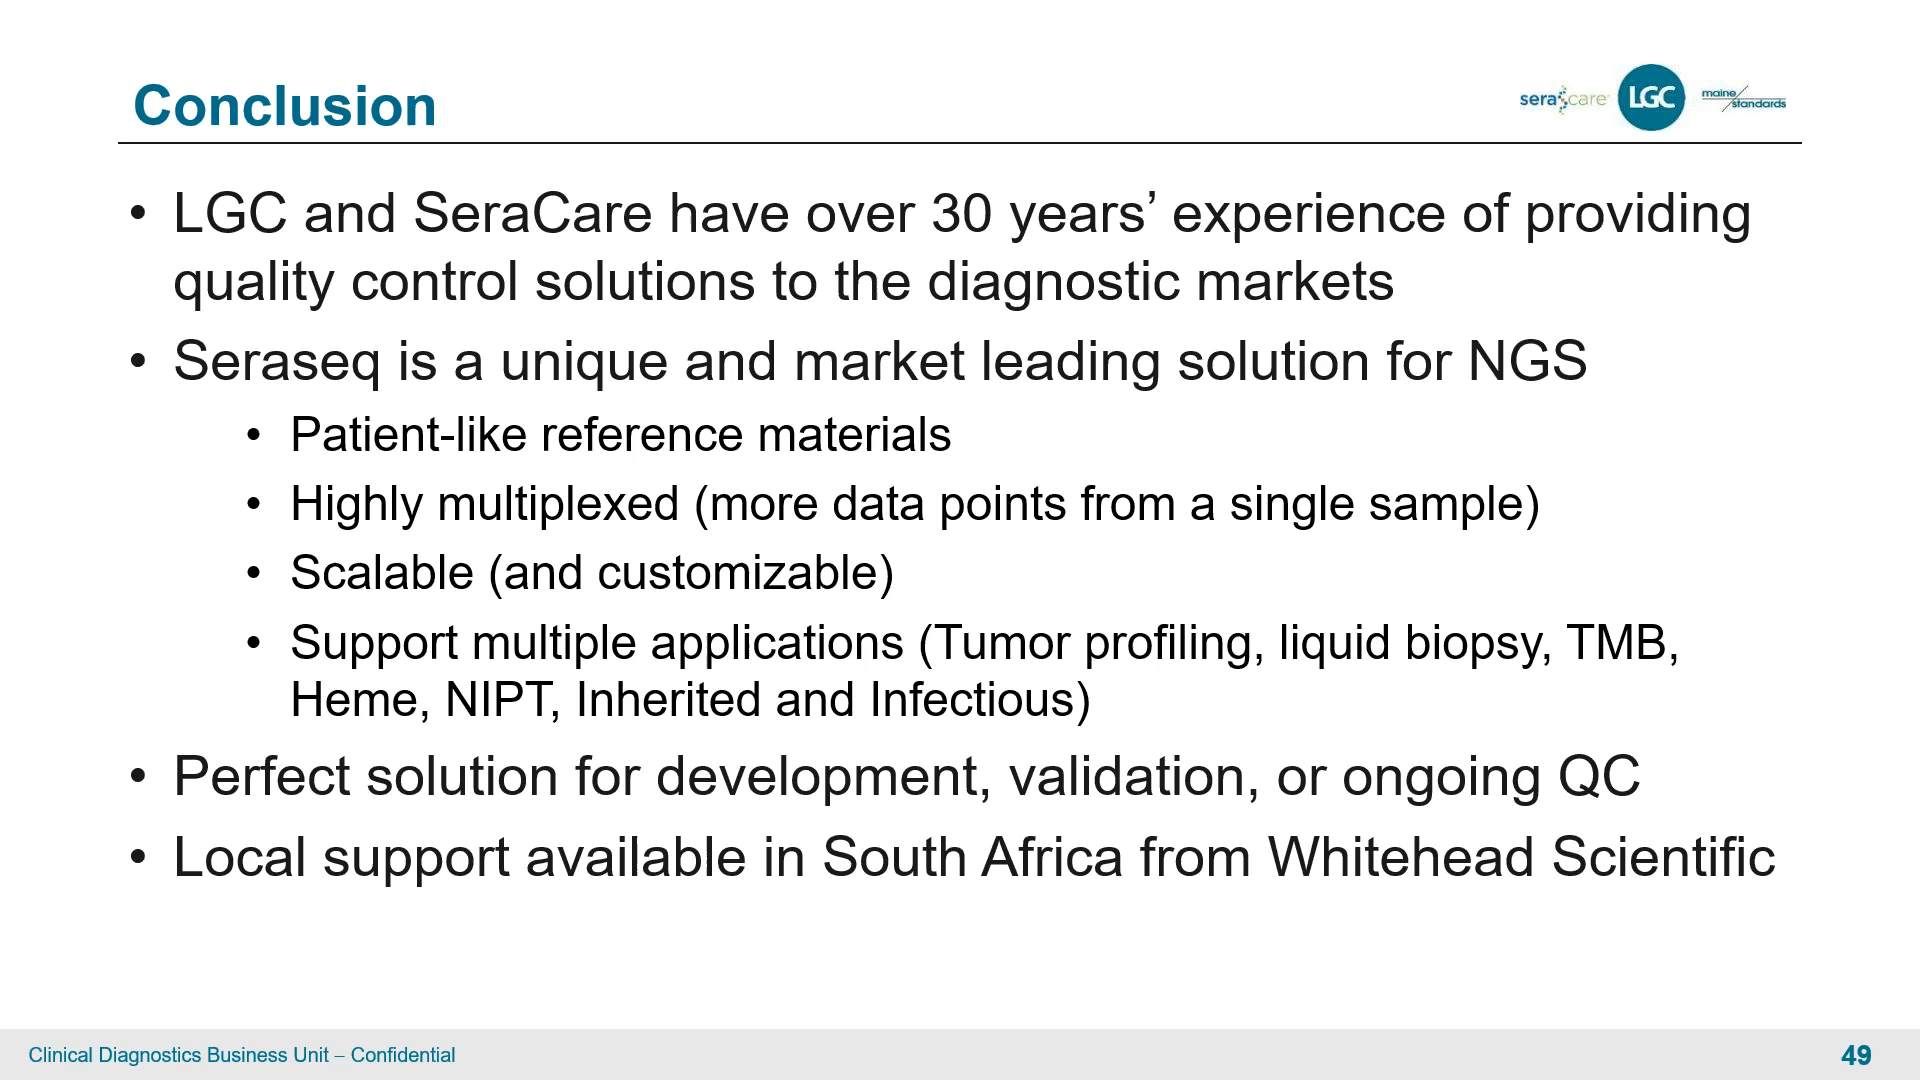 Conclusion
seracare
LGC
maine
standards
• LGC and SeraCare have over 30 years’ experience of providing
quality control solutions to the diagnostic markets
• Seraseq is a unique and market leading solution for NGS
• Patient-like reference materials
• Highly multiplexed (more data points from a single sample)
• Scalable (and customizable)
• Support multiple applications (Tumor profiling, liquid biopsy, TMB,
Heme, NIPT, Inherited and Infectious)
• Perfect solution for development, validation, or ongoing QC
• Local support available in South Africa from Whitehead Scientific
Clinical Diagnostics Business Unit – Confidential
49